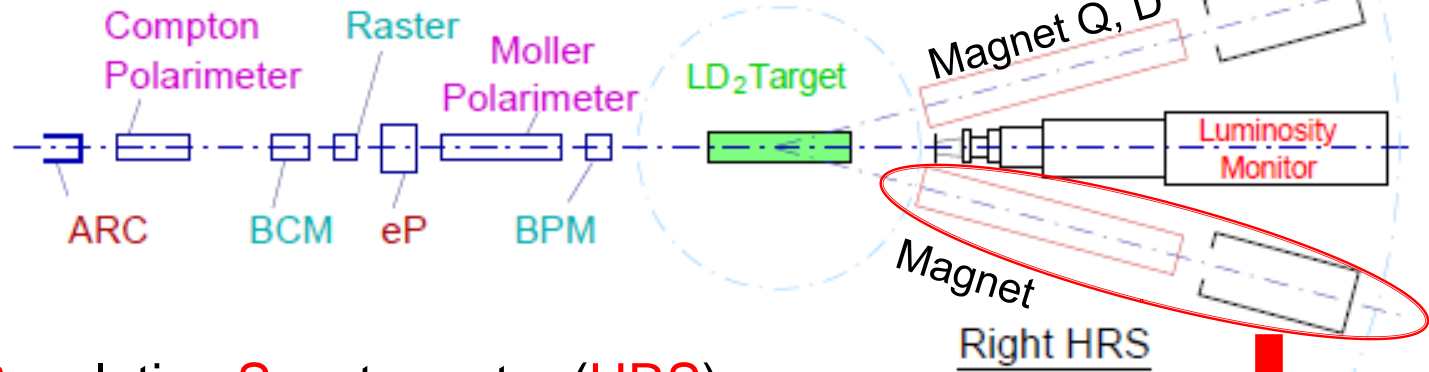 Compton
Polarimeter
Raster
Moller
Polarimeter
LD₂Target
Magnet Q, D
Luminosity
Monitor
ARC
BCM
eP
BPM
Magnet
Right HRS